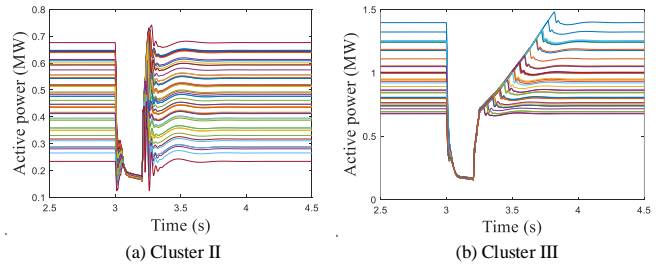 0.8
0.7
0.6
0.5
0.4
0.3
0.2
0.1
Active power (MW)
2.5 3 3.5 4 4.5
Time (s)
(a) Cluster II
1.5
1
0.5
0
Active power (MW)
2.5 3 3.5 4 4.5
Time (s)
(b) Cluster III